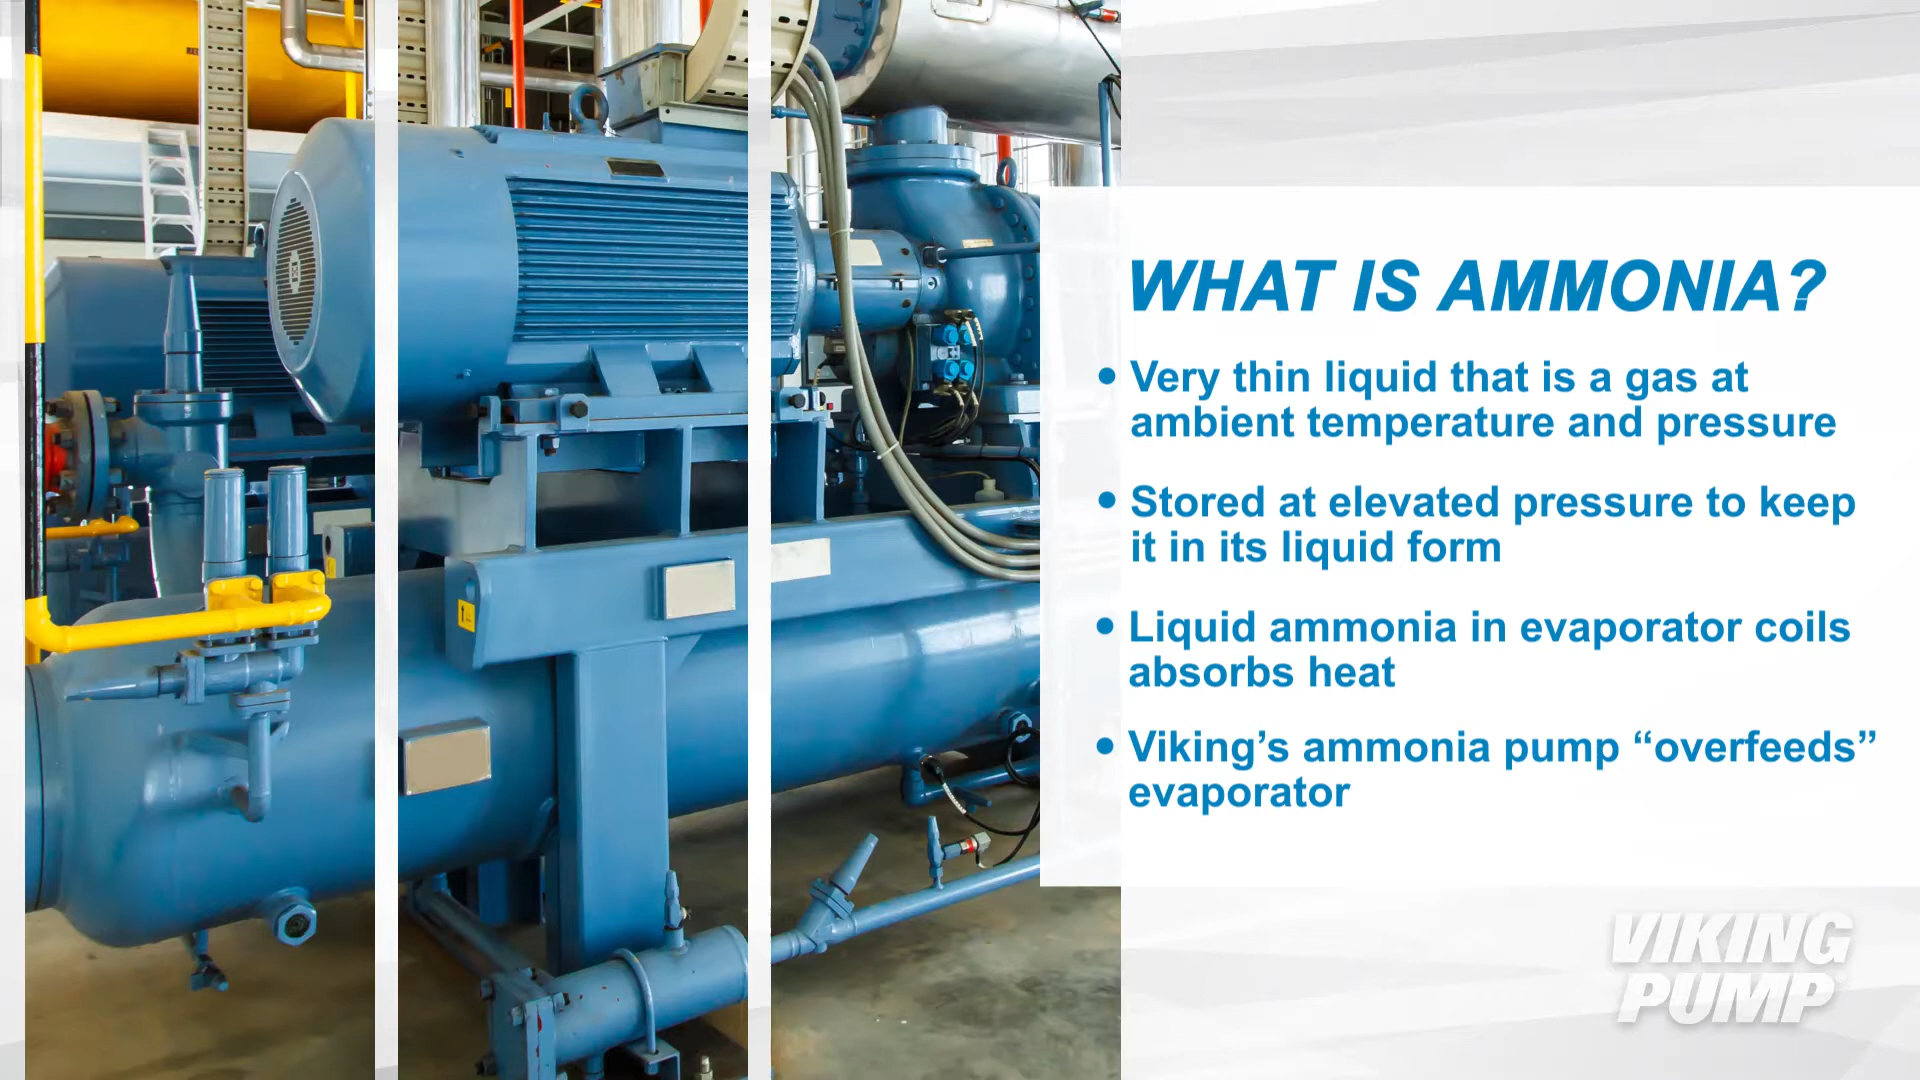 WHAT IS AMMONIA?
• Very thin liquid that is a gas at
ambient temperature and pressure
• Stored at elevated pressure to keep
it in its liquid form
• Liquid ammonia in evaporator coils
absorbs heat
• Viking’s ammonia pump “overfeeds”
evaporator
VIKING
PUMP